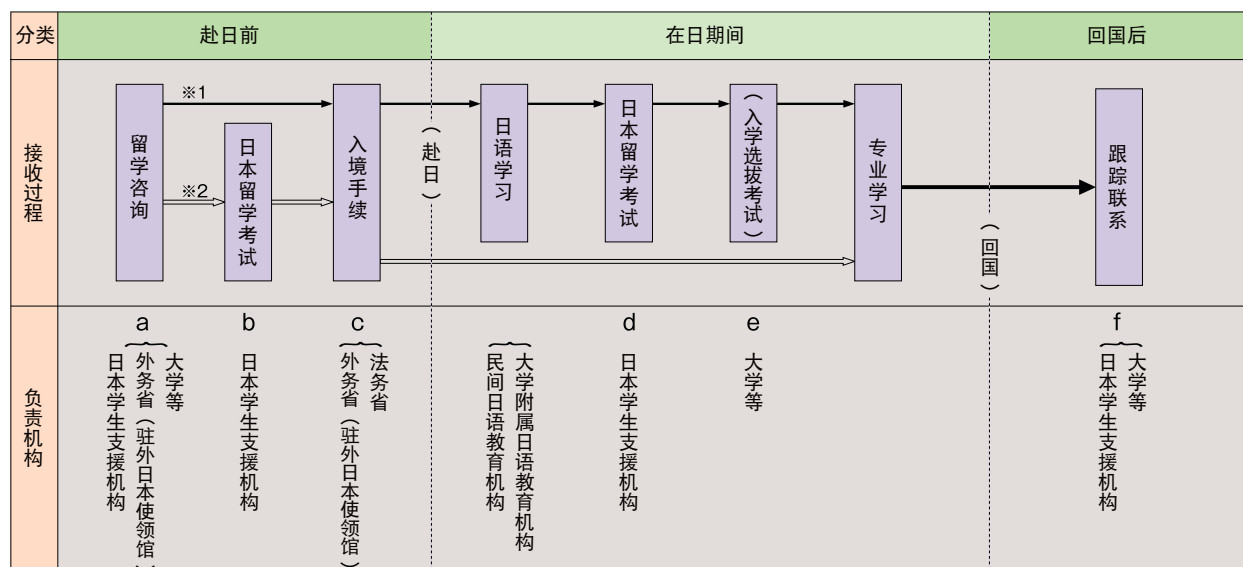 分类
赴日前
在日期间
回国后
接收过程
留学咨询
※1
※2
日本留学考试
入境手续
（赴日）
日语学习
日本留学考试
（入学选拔考试）
专业学习
（回国）
跟踪联系
负责机构
a
大学等
外务省（驻外日本使领馆）
日本学生支援机构
b
日本学生支援机构
c
法务省
外务省（驻外日本使领馆）
大学附属日语教育机构
民间日语教育机构
d
日本学生支援机构
e
大学等
f
大学等
日本学生支援机构